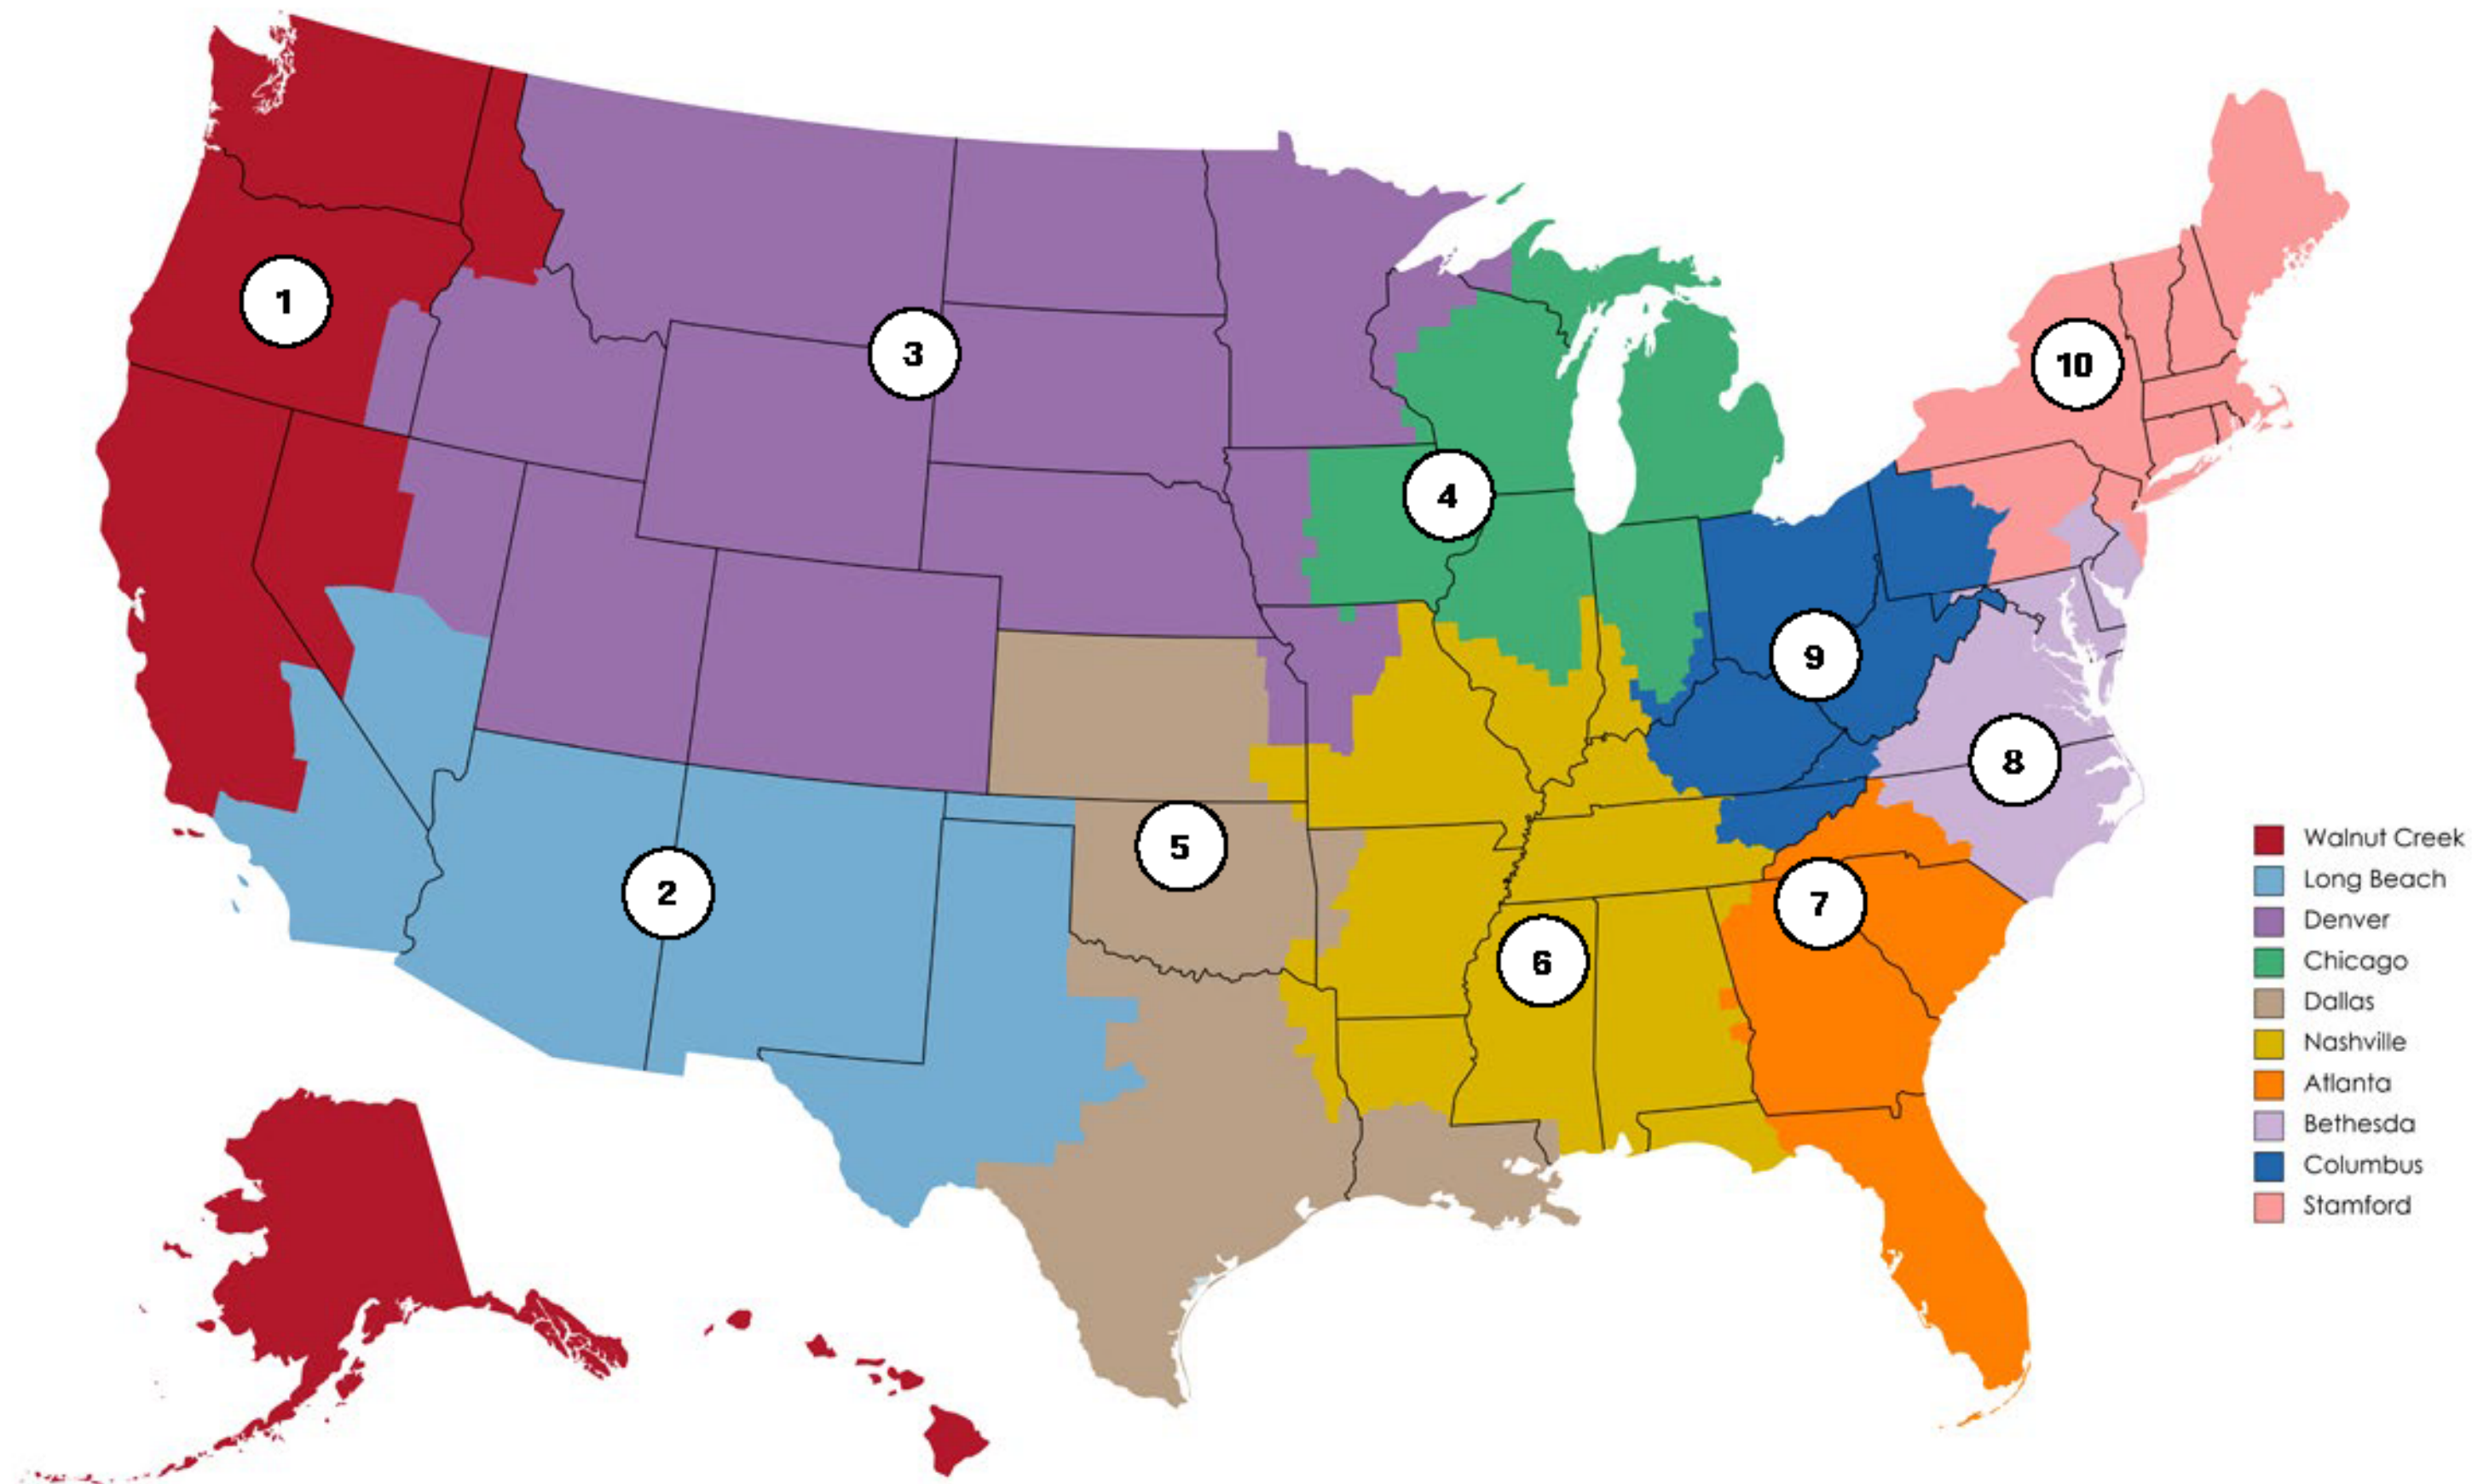 1
10
3
4
9
8
5
7
2
6
Walnut Creek
Long Beach
Denver
Chicago
Dallas
Nashville
Atlanta
Bethesda
Columbus
Stamford